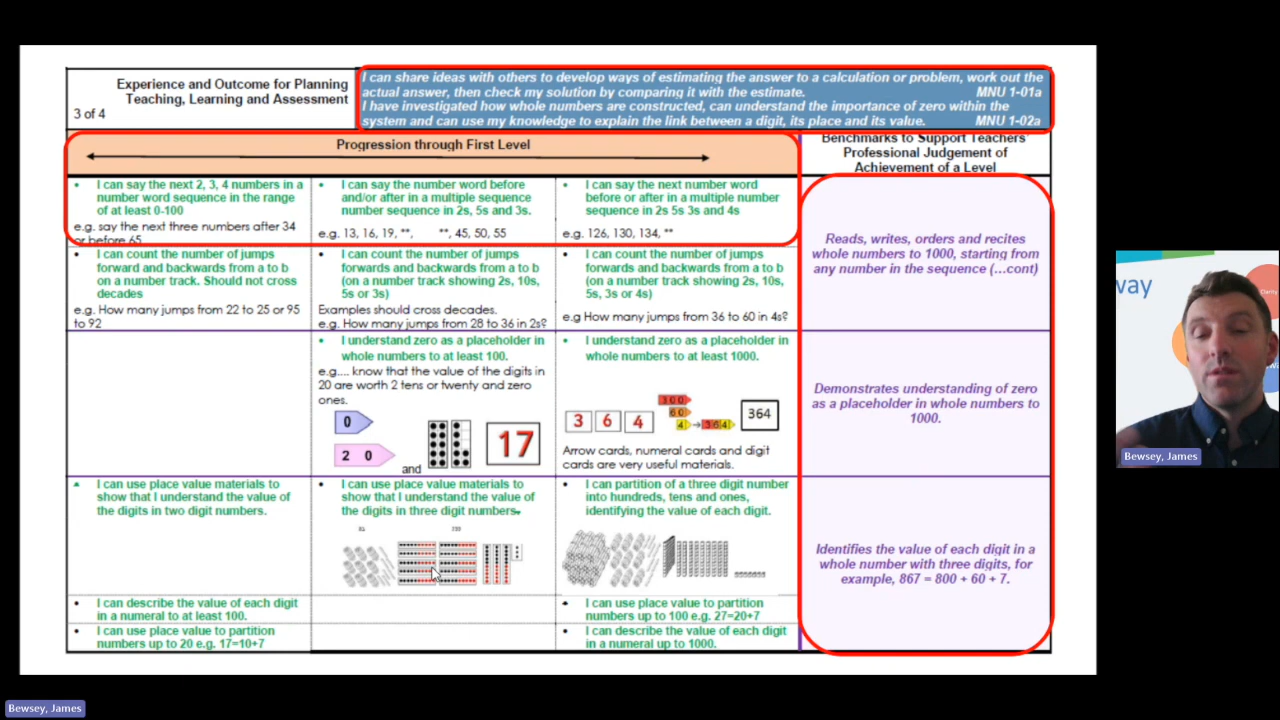 Experience and Outcome for Planning
Teaching, Learning and Assessment
3 of 4
I can share ideas with others to develop ways of estimating the answer to a calculation or problem, work out the
actual answer, then check my solution by comparing it with the estimate. MNU 1-01a
I have investigated how whole numbers are constructed, can understand the importance of zero within the
system and can use my knowledge to explain the link between a digit, its place and its value. MNU 1-02a
Progression through First Level
Benchmarks to Support Teachers'
Professional Judgement of
Achievement of a Level
• I can say the next 2, 3, 4 numbers in a
number word sequence in the range
of at least 0-100
e.g. say the next three numbers after 34
or before 65
• I can say the number word before
and/or after in a multiple sequence
number sequence in 2s, 5s and 3s.
e.g. 13, 16, 19, **, **, 45, 50, 55
• I can say the next number word
before or after in a multiple number
sequence in 2s 5s 3s and 4s
e.g. 126, 130, 134, **
Reads, writes, orders and recites
whole numbers to 1000, starting from
any number in the sequence (...cont)
• I can count the number of jumps
forward and backwards from a to b
on a number track. Should not cross
decades
e.g. How many jumps from 22 to 25 or 95
to 92
• I can count the number of jumps
forwards and backwards from a to b
(on a number track showing 2s, 10s,
5s or 3s)
Examples should cross decades.
e.g. How many jumps from 28 to 36 in 2s?
• I can count the number of jumps
forwards and backwards from a to b
(on a number track showing 2s, 10s,
5s, 3s or 4s)
e.g How many jumps from 36 to 60 in 4s?
• I understand zero as a placeholder in
whole numbers to at least 100.
e.g.... know that the value of the digits in
20 are worth 2 tens or twenty and zero
ones.
0
2 0
and
17
• I understand zero as a placeholder in
whole numbers to at least 1000.
3 6 4
300
60
4 → 364
364
Arrow cards, numeral cards and digit
cards are very useful materials.
Demonstrates understanding of zero
as a placeholder in whole numbers to
1000.
• I can use place value materials to
show that I understand the value of
the digits in two digit numbers.
• I can use place value materials to
show that I understand the value of
the digits in three digit numbers.
• I can partition of a three digit number
into hundreds, tens and ones,
identifying the value of each digit.
Identifies the value of each digit in a
whole number with three digits, for
example, 867 = 800 + 60 + 7.
• I can describe the value of each digit
in a numeral to at least 100.
• I can use place value to partition
numbers up to 100 e.g. 27=20+7
• I can use place value to partition
numbers up to 20 e.g. 17=10+7
• I can describe the value of each digit
in a numeral up to 1000.
way
Clarity
Bewsey, James
Bewsey, James